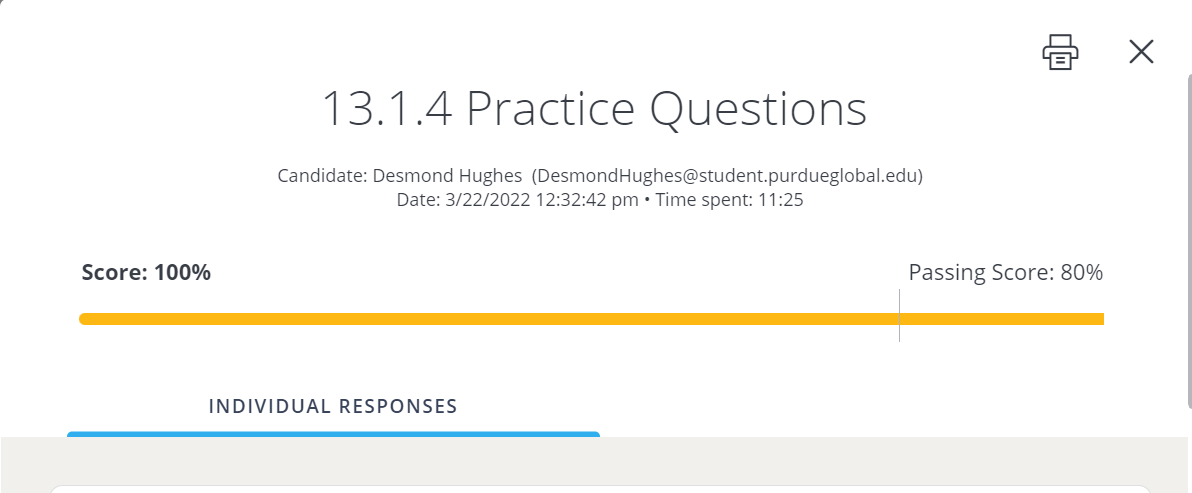 13.1.4 Practice Questions
Candidate: Desmond Hughes (DesmondHughes@student.purdueglobal.edu)
Date: 3/22/2022 12:32:42 pm • Time spent: 11:25
Score: 100%
Passing Score: 80%
INDIVIDUAL RESPONSES